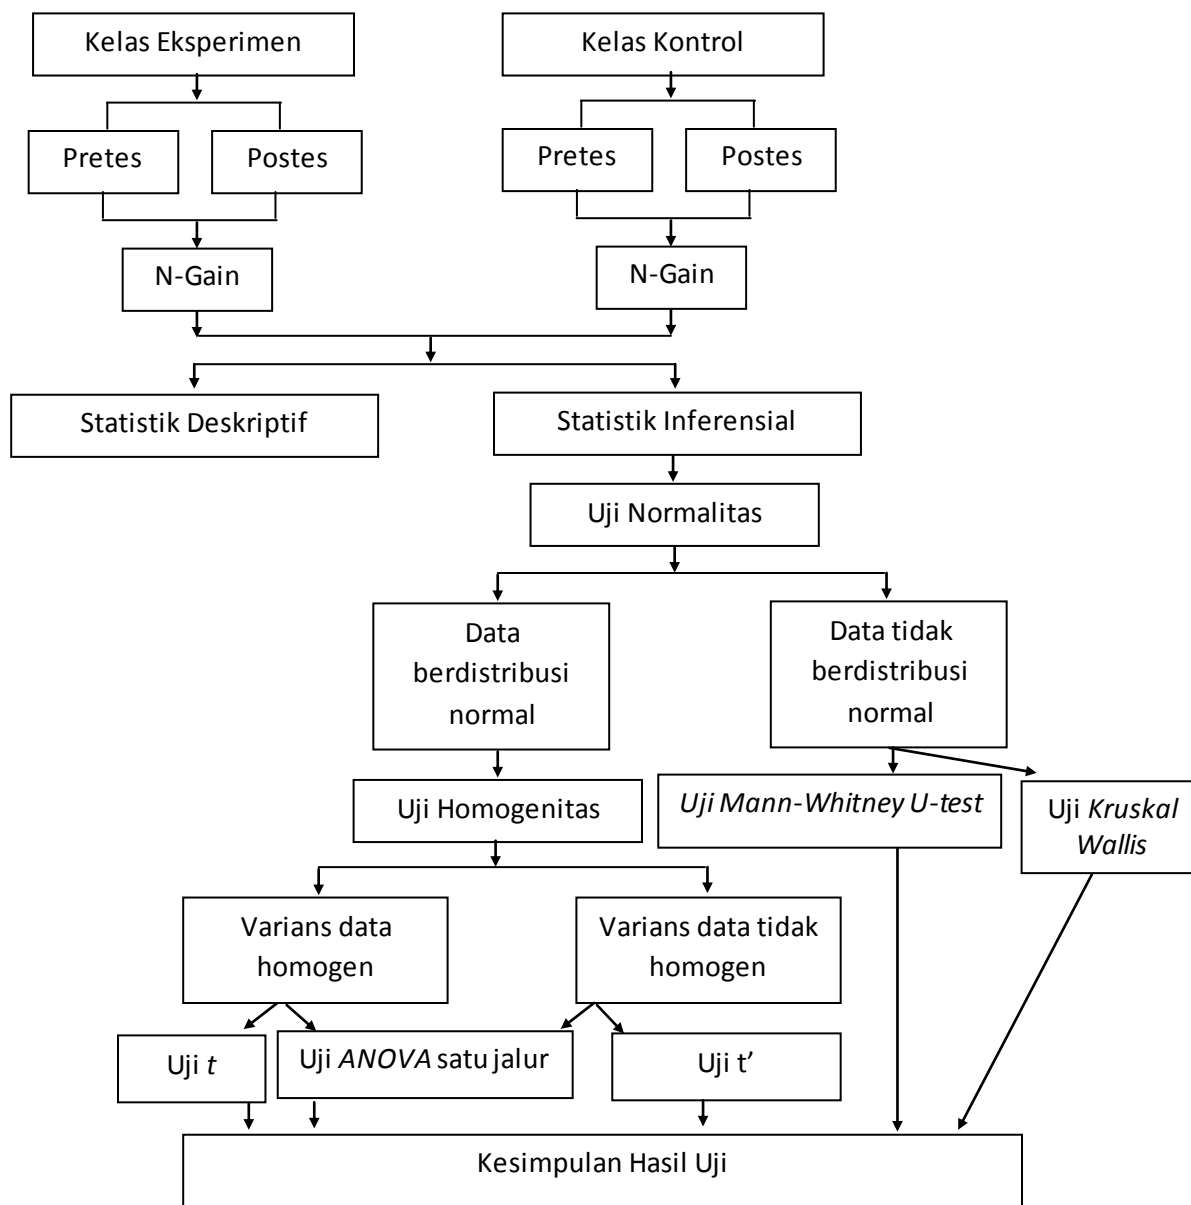 Kelas Eksperimen
Kelas Kontrol
Pretes
Postes
Pretes
Postes
N-Gain
N-Gain
Statistik Deskriptif
Statistik Inferensial
Uji Normalitas
Data
berdistribusi
normal
Data tidak
berdistribusi
normal
Uji Homogenitas
Uji Mann-Whitney U-test
Uji Kruskal
Wallis
Varians data
homogen
Varians data tidak
homogen
Uji t
Uji ANOVA satu jalur
Uji t’
Kesimpulan Hasil Uji